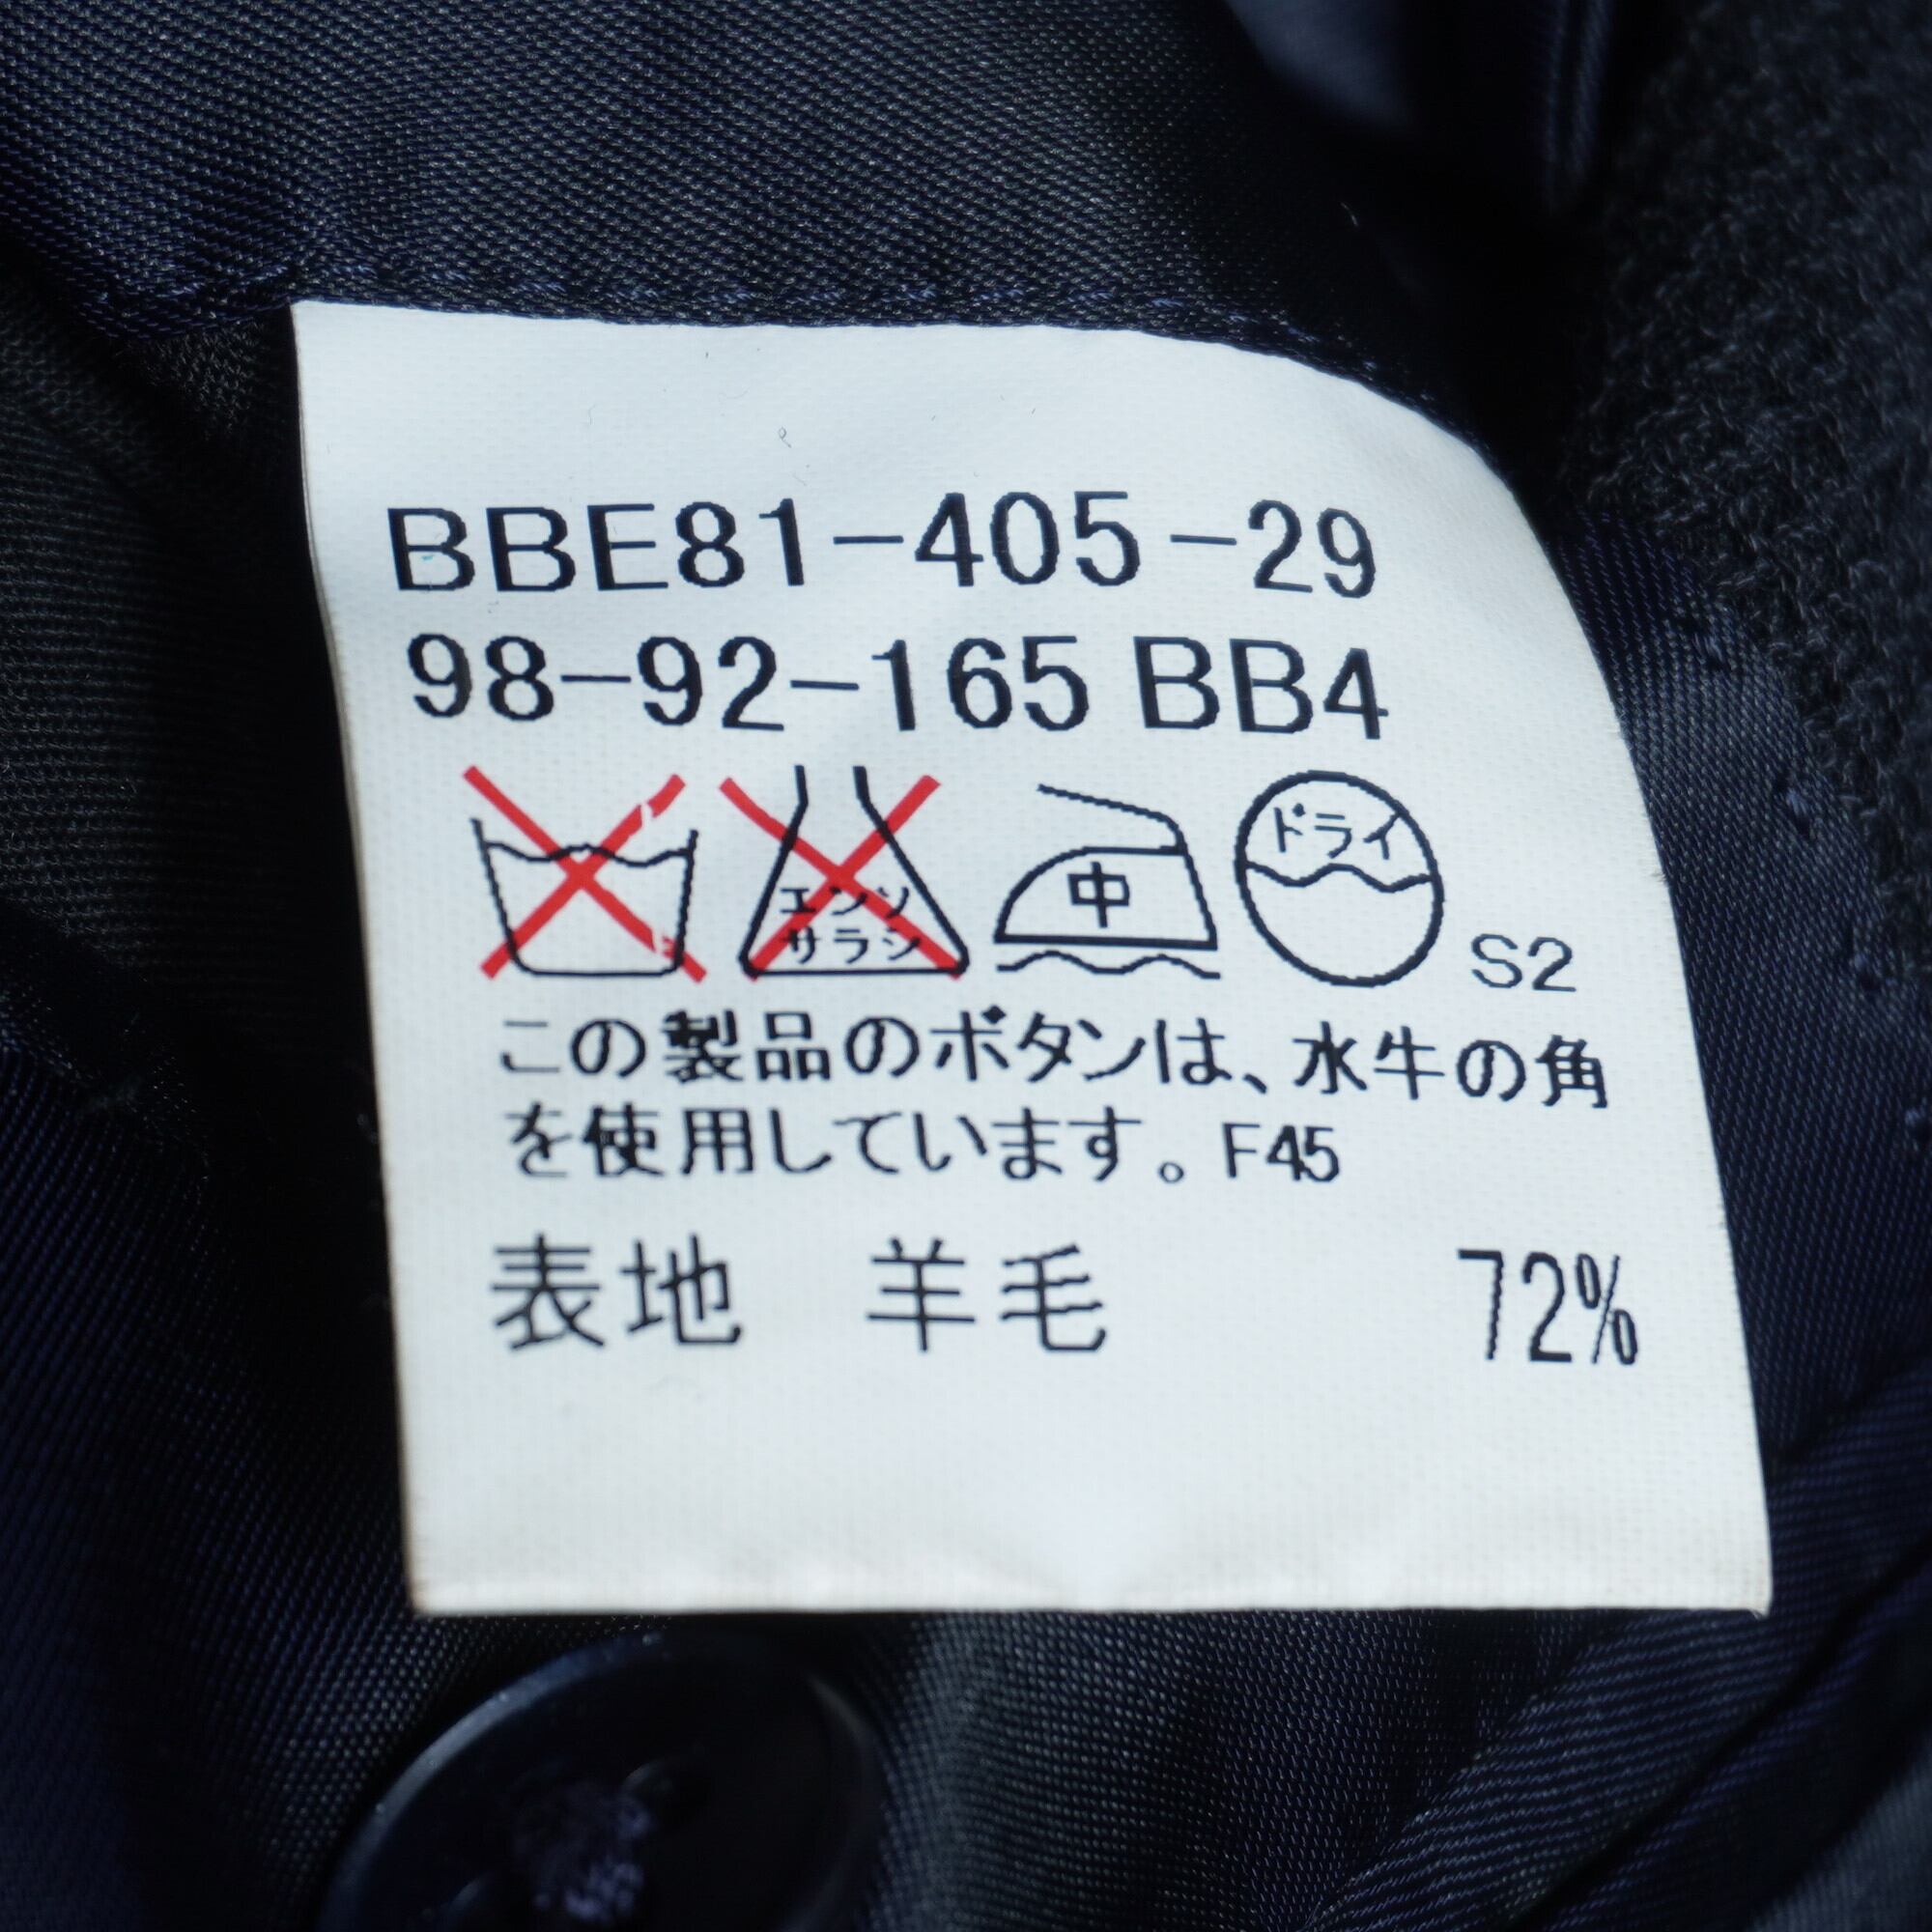 BBE81-405-29
98-92-165 BB4
エンソ
サラシ
中
ドライ
S2
この製品のボタンは、水牛の角
を使用しています。F45
表地 羊毛 72%